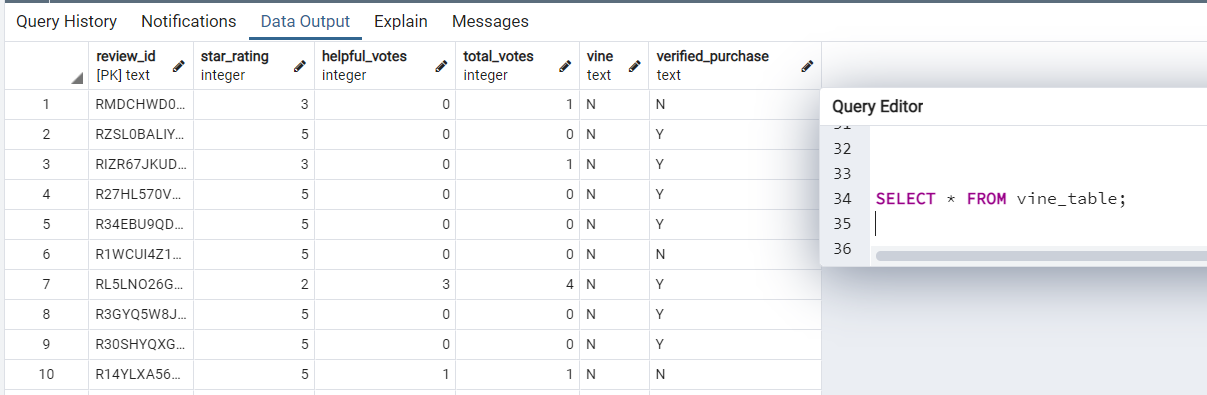 Query History Notifications Data Output Explain Messages
review_id star_rating helpful_votes total_votes vine verified_purchase
[PK] text integer integer integer text text
1 RMDCHWD0... 3 0 1 N N
2 RZSL0BALIY... 5 0 0 N Y
3 RIZR67JKUD... 3 0 1 N Y
4 R27HL570V... 5 0 0 N Y
5 R34EBU9QD... 5 0 0 N Y
6 R1WCUI4Z1... 5 0 0 N N
7 RL5LNO26G... 2 3 4 N Y
8 R3GYQ5W8J... 5 0 0 N Y
9 R30SHYQXG... 5 0 0 N Y
10 R14YLXA56... 5 1 1 N N
Query Editor
31
32
33
34 SELECT * FROM vine_table;
35
36